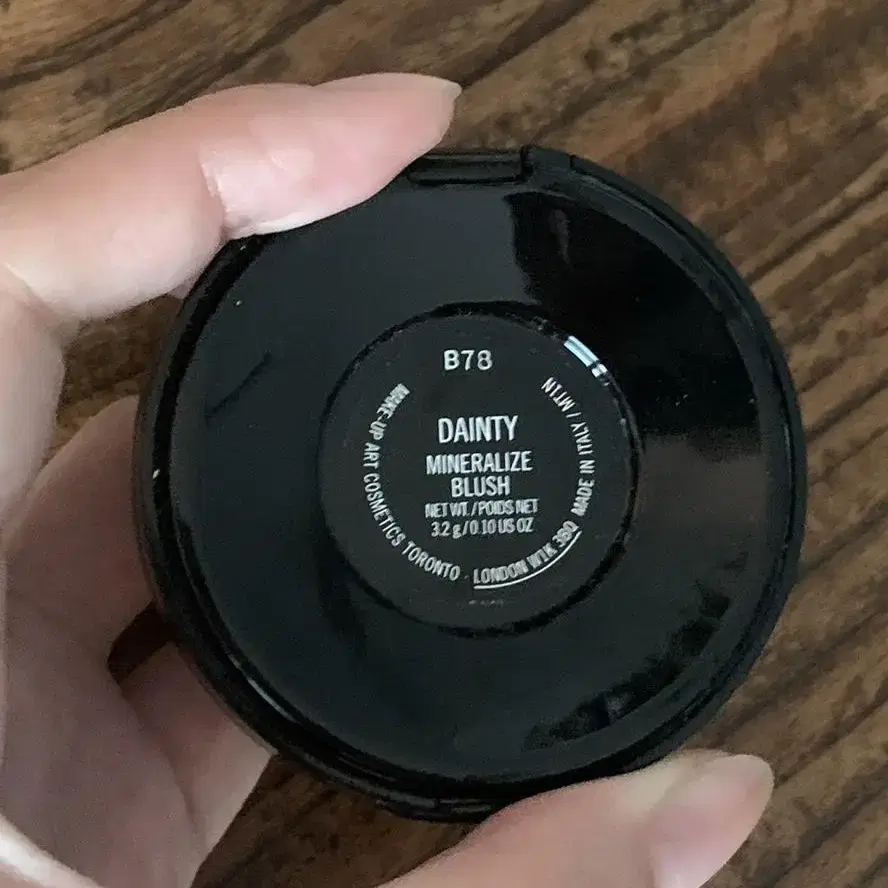 B78
DAINTY
MINERALIZE
BLUSH
NET WT./POIDS NET
3.2 g/0.10 US OZ
MAKE-UP ART COSMETICS TORONTO · LONDON W1K 3BQ MADE IN ITALY / MT1N